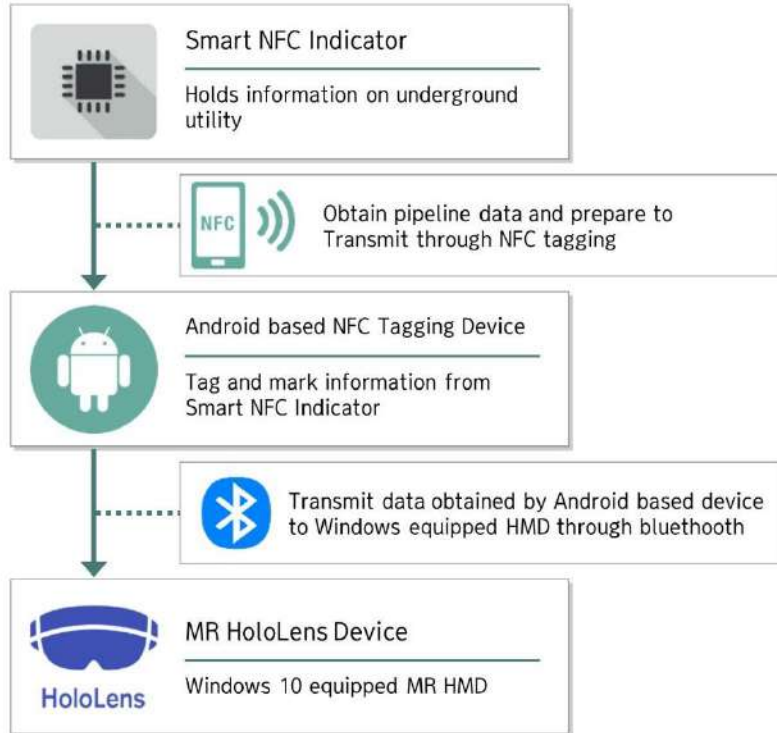 Smart NFC Indicator
Holds information on underground
utility
NFC
Obtain pipeline data and prepare to
Transmit through NFC tagging
Android based NFC Tagging Device
Tag and mark information from
Smart NFC Indicator
Transmit data obtained by Android based device
to Windows equipped HMD through bluethooth
MR HoloLens Device
HoloLens
Windows 10 equipped MR HMD